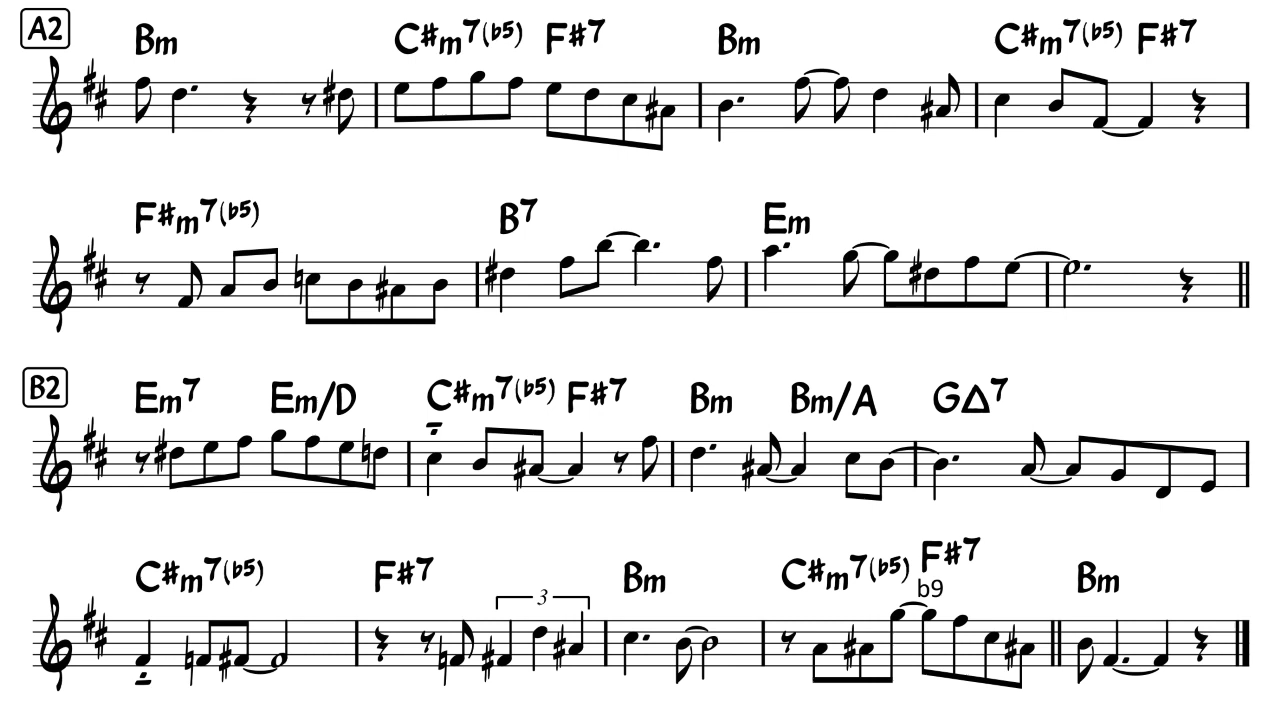 A2 Bm C#m7(b5) F#7 Bm C#m7(b5) F#7
F#m7(b5) B7 Em
B2 Em7 Em/D C#m7(b5) F#7 Bm Bm/A G△7
C#m7(b5) F#7 Bm C#m7(b5) F#7 Bm
3 b9